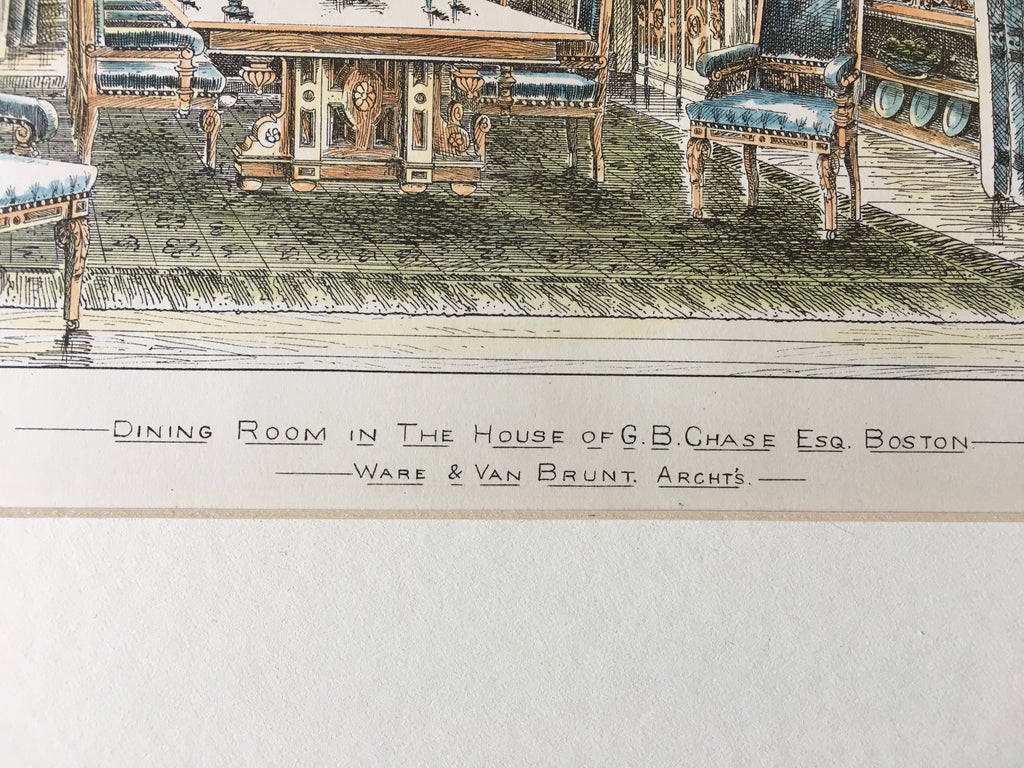 DINING ROOM IN THE HOUSE OF G. B. CHASE ESQ. BOSTON
WARE & VAN BRUNT. ARCHT'S.